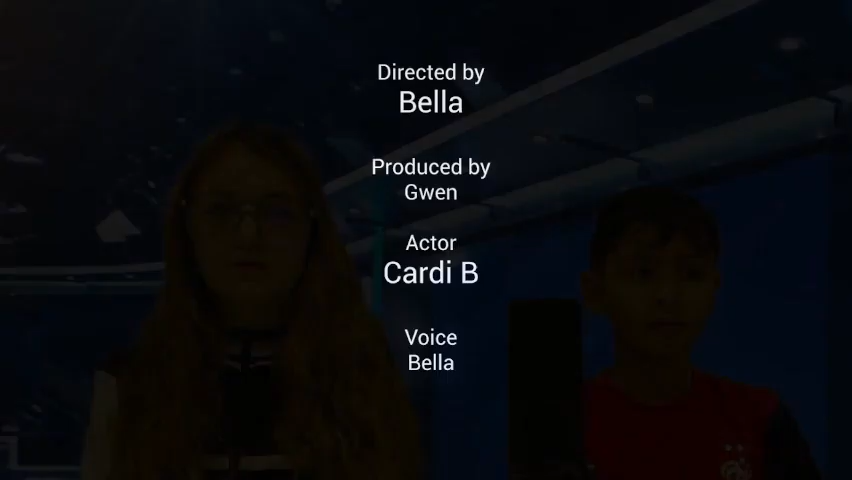 Directed by
Bella
Produced by
Gwen
Actor
Cardi B
Voice
Bella